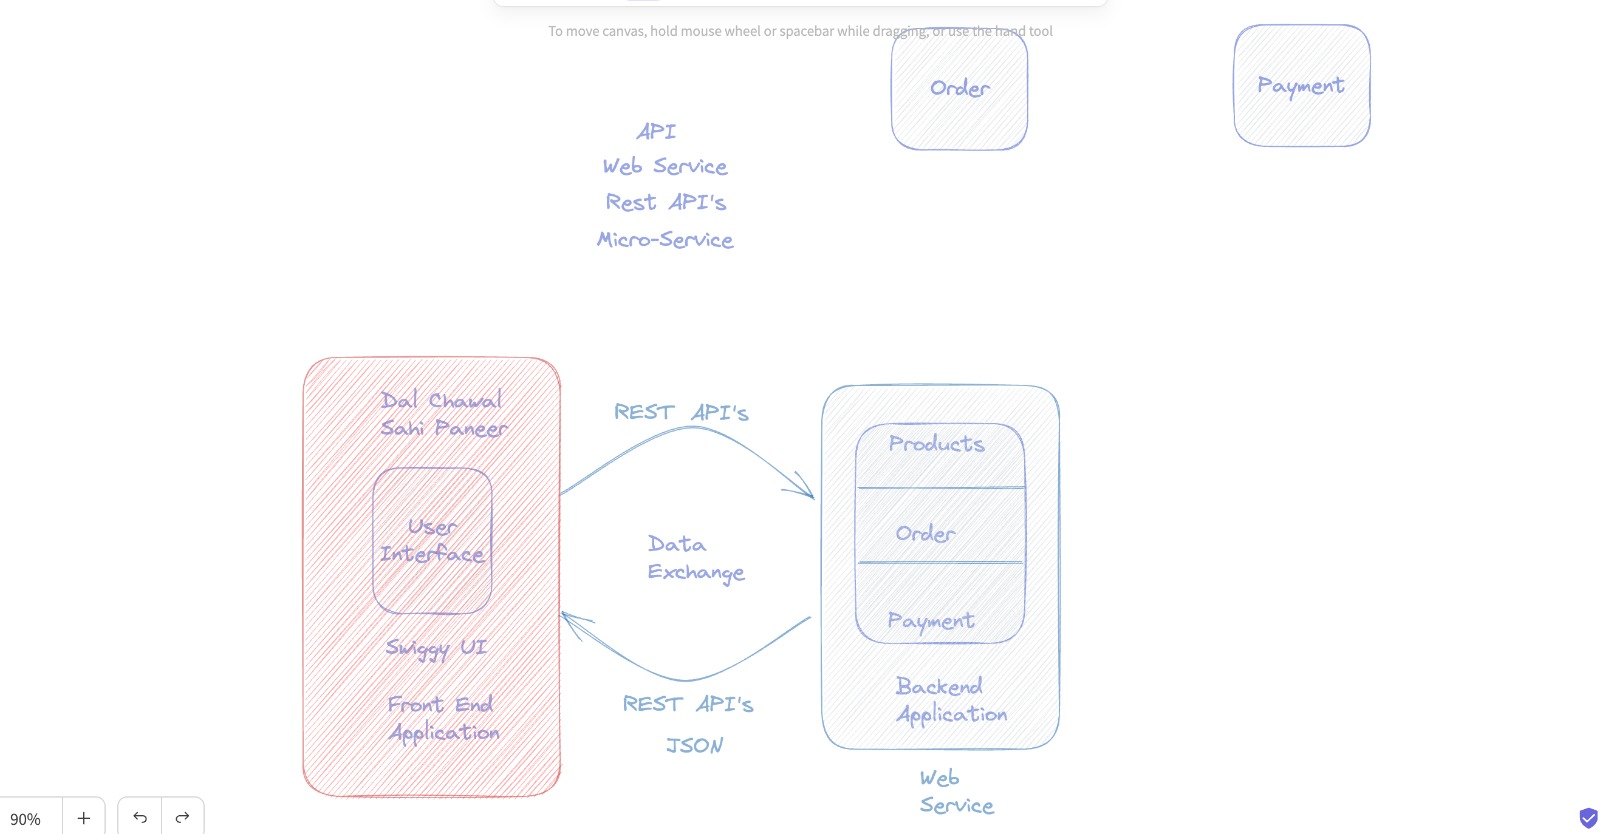 To move canvas, hold mouse wheel or spacebar while dragging, or use the hand tool
Order
Payment
API
Web Service
Rest API's
Micro-Service
Dal Chawal
Sahi Paneer
User
Interface
Swiggy UI
Front End
Application
REST API's
Data
Exchange
REST API's
JSON
Products
Order
Payment
Backend
Application
Web
Service
90%